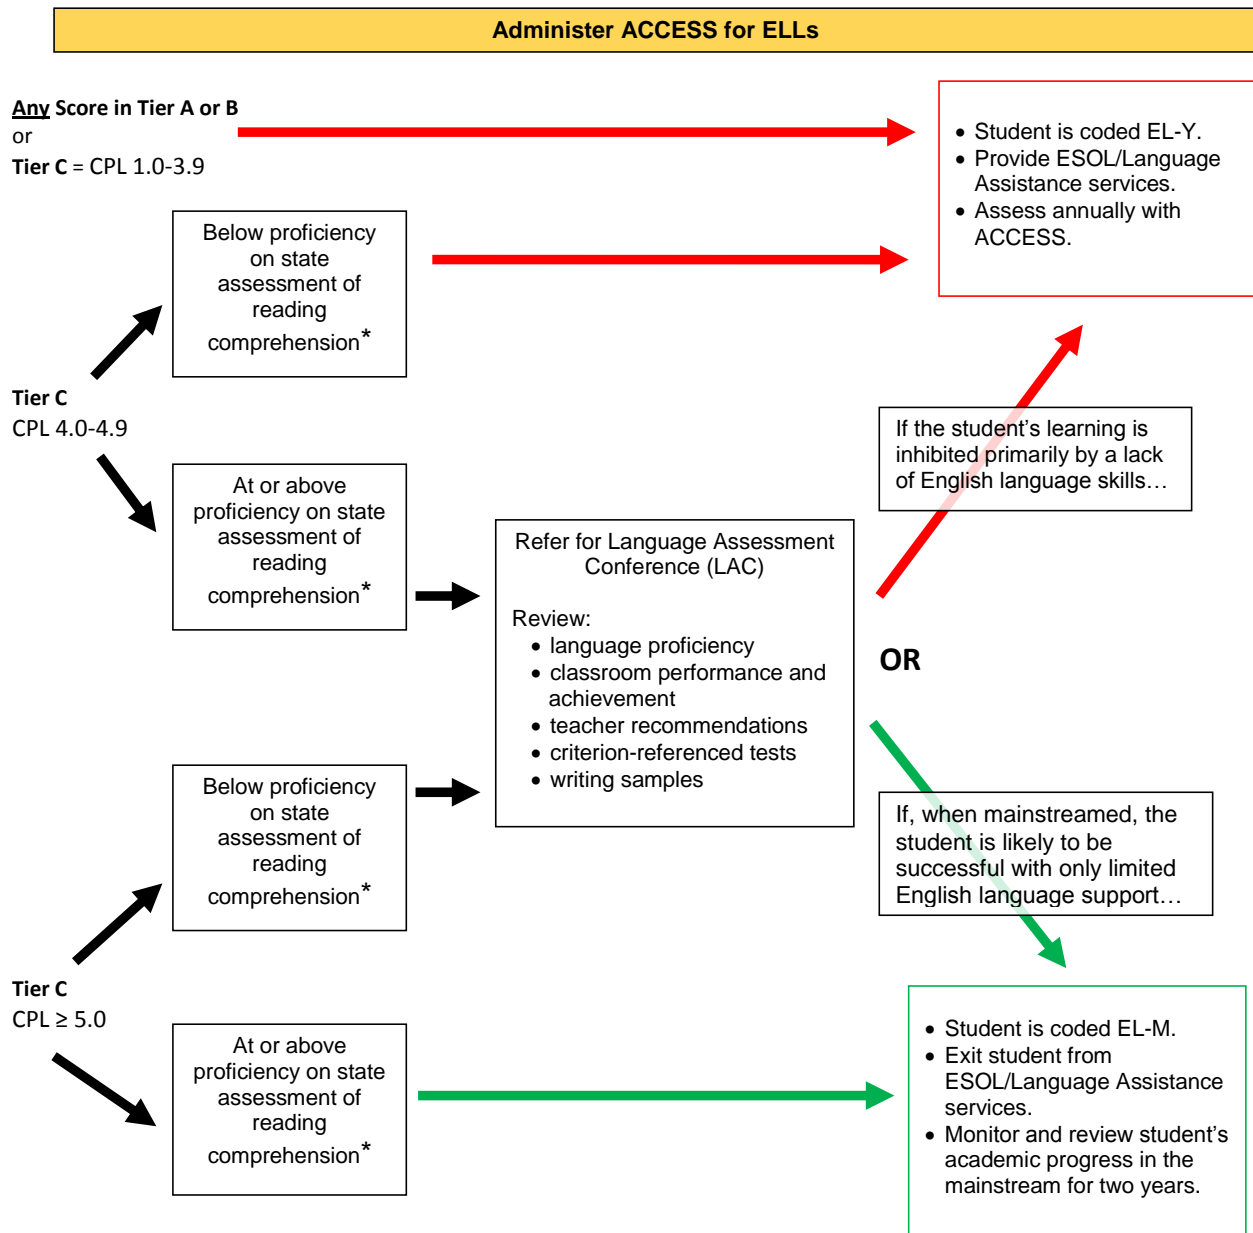 Administer ACCESS for ELLs
Any Score in Tier A or B
or
Tier C = CPL 1.0-3.9
• Student is coded EL-Y.
• Provide ESOL/Language
Assistance services.
• Assess annually with
ACCESS.
Below proficiency
on state
assessment of
reading
comprehension*
Tier C
CPL 4.0-4.9
At or above
proficiency on state
assessment of
reading
comprehension*
Refer for Language Assessment
Conference (LAC)
Review:
• language proficiency
• classroom performance and
achievement
• teacher recommendations
• criterion-referenced tests
• writing samples
If the student’s learning is
inhibited primarily by a lack
of English language skills…
OR
If, when mainstreamed, the
student is likely to be
successful with only limited
English language support…
Below proficiency
on state
assessment of
reading
comprehension*
Tier C
CPL ≥ 5.0
At or above
proficiency on state
assessment of
reading
comprehension*
• Student is coded EL-M.
• Exit student from
ESOL/Language Assistance
services.
• Monitor and review student’s
academic progress in the
mainstream for two years.